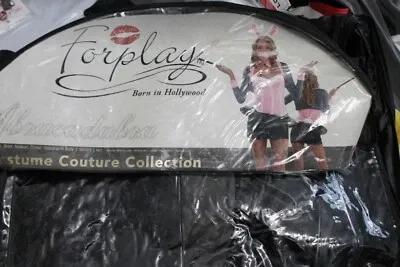 Forplay
Born in Hollywood
Abracadabra
stume Couture Collection